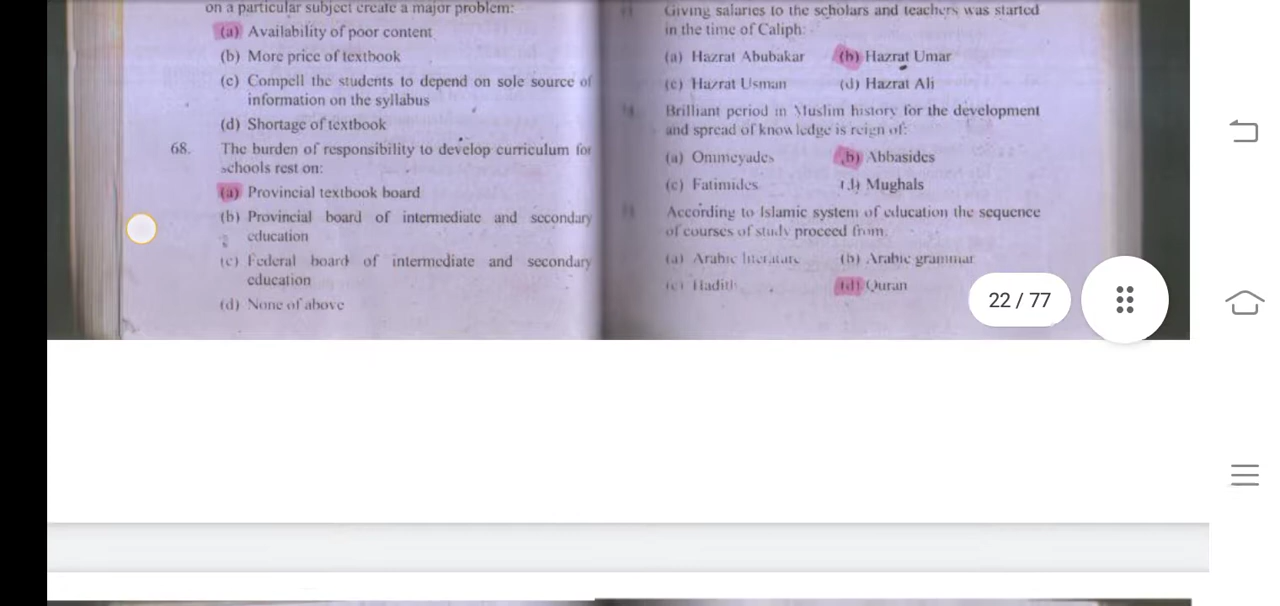 on a particular subject create a major problem:
(a) Availability of poor content
(b) More price of textbook
(c) Compell the students to depend on sole source of
information on the syllabus
(d) Shortage of textbook
68. The burden of responsibility to develop curriculum for
schools rest on:
(a) Provincial textbook board
(b) Provincial board of intermediate and secondary
education
(c) Federal board of intermediate and secondary
education
(d) None of above
Giving salaries to the scholars and teachers was started
in the time of Caliph:
(a) Hazrat Abubakar (b) Hazrat Umar
(c) Hazrat Usman (d) Hazrat Ali
Brilliant period in Muslim history for the development
and spread of knowledge is reign of:
(a) Ommeyades (b) Abbasides
(c) Fatimides (d) Mughals
According to Islamic system of education the sequence
of courses of study proceed from:
(a) Arabic literature (b) Arabic grammar
(c) Hadith (d) Quran
22 / 77